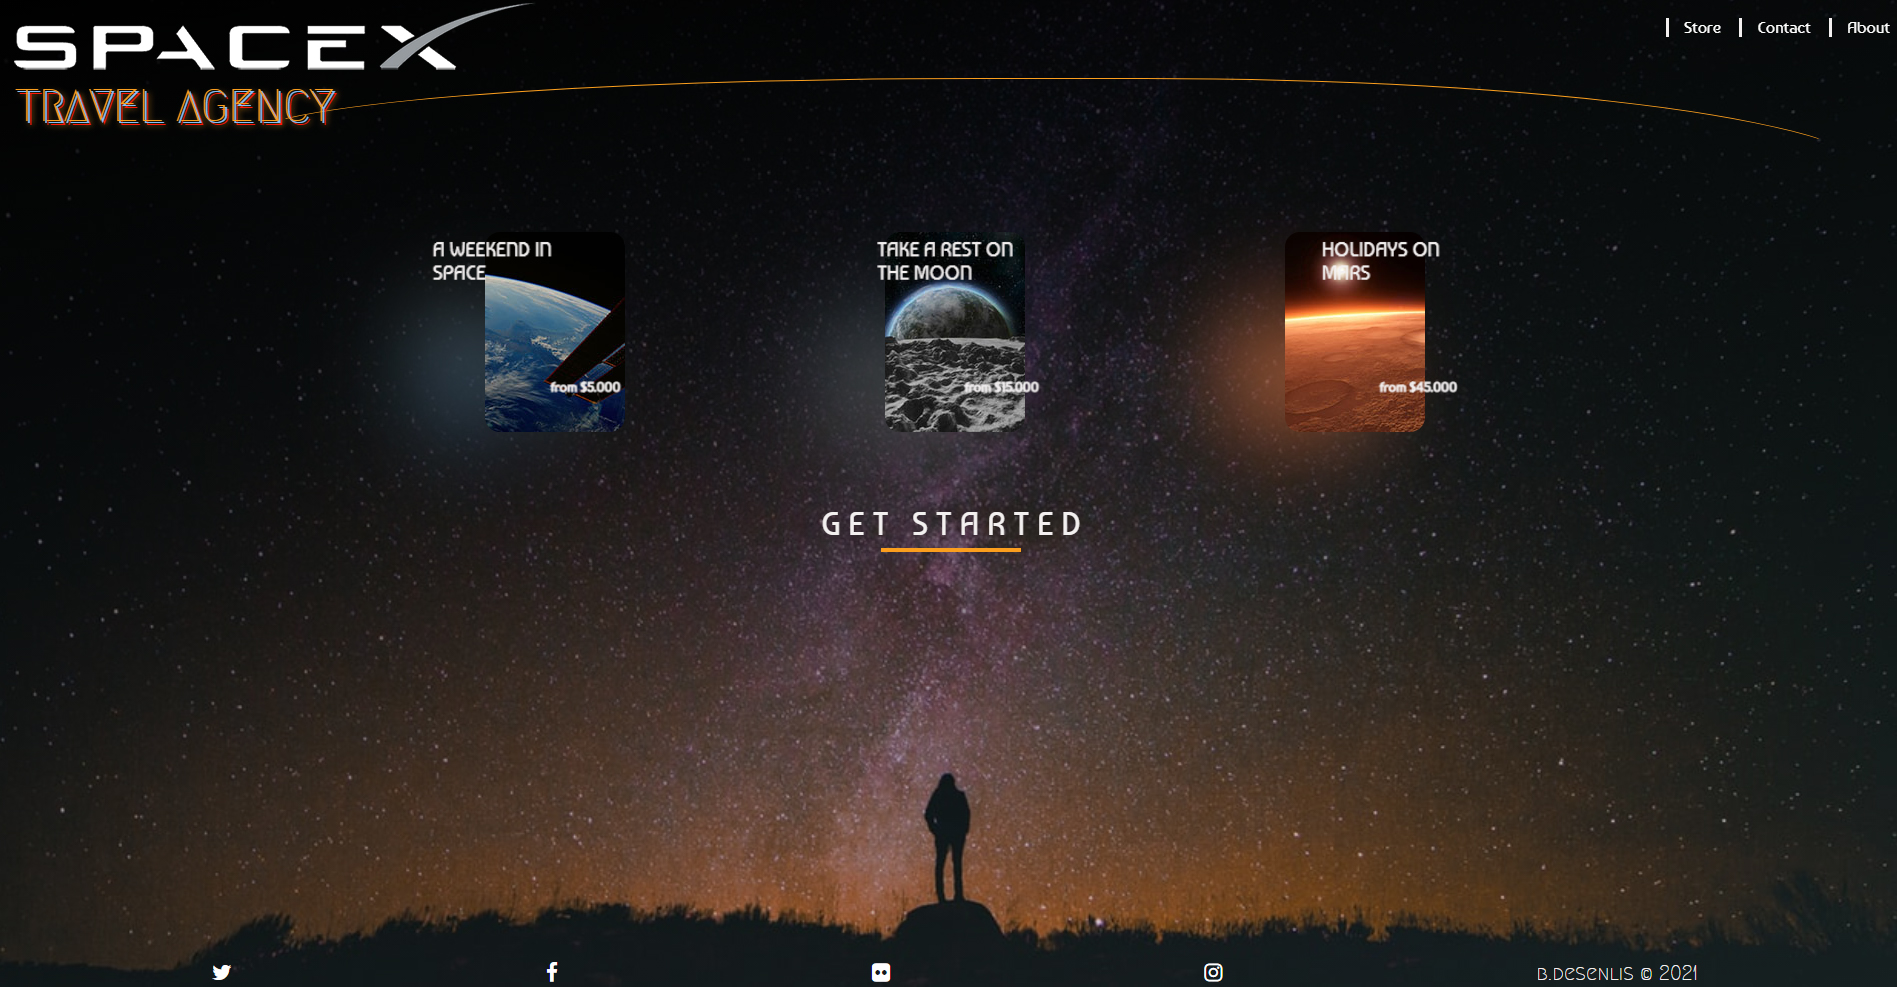 SPACEX
TRAVEL AGENCY
Store
Contact
About
A WEEKEND IN
SPACE
from $5.000
TAKE A REST ON
THE MOON
from $15.000
HOLIDAYS ON
MARS
from $45.000
GET STARTED
B.DESENLIS © 2021